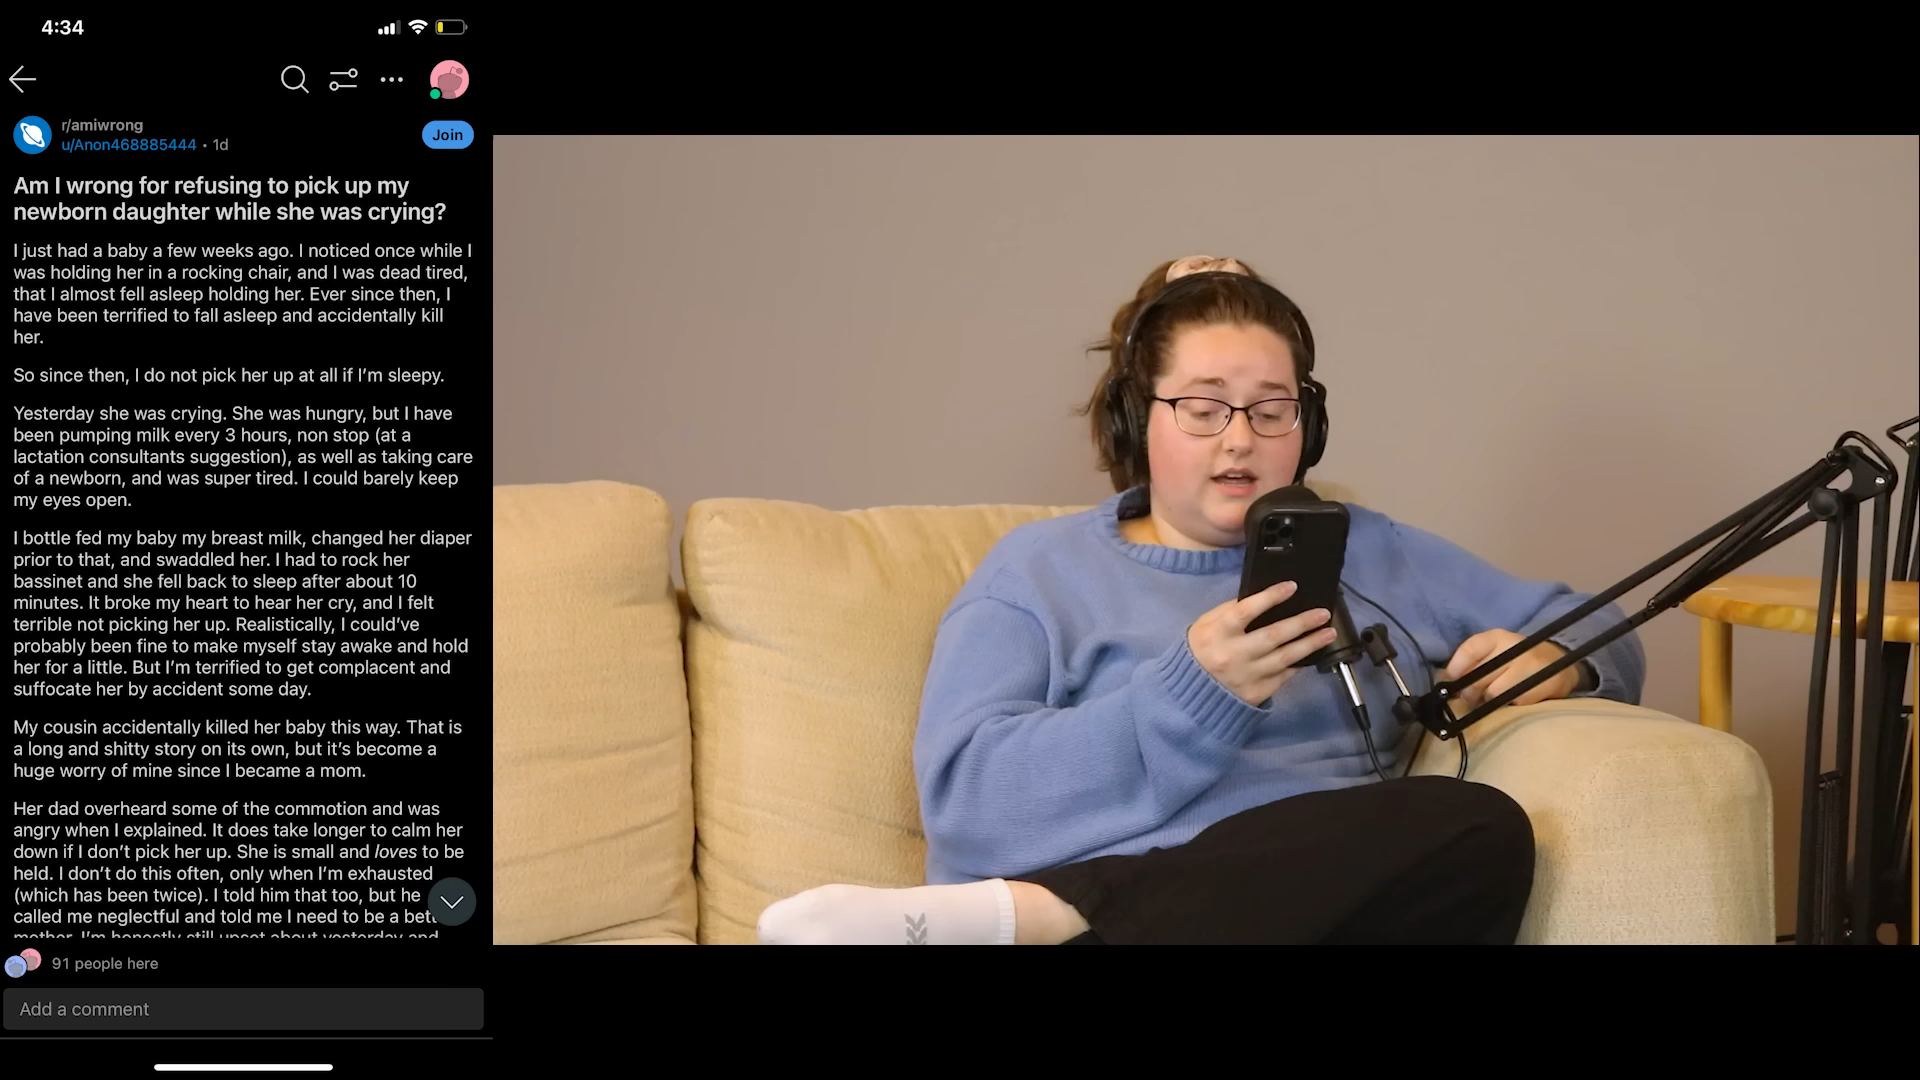 4:34
r/amiwrong
u/Anon468885444 • 1d
Join
Am I wrong for refusing to pick up my
newborn daughter while she was crying?
I just had a baby a few weeks ago. I noticed once while I
was holding her in a rocking chair, and I was dead tired,
that I almost fell asleep holding her. Ever since then, I
have been terrified to fall asleep and accidentally kill
her.
So since then, I do not pick her up at all if I’m sleepy.
Yesterday she was crying. She was hungry, but I have
been pumping milk every 3 hours, non stop (at a
lactation consultants suggestion), as well as taking care
of a newborn, and was super tired. I could barely keep
my eyes open.
I bottle fed my baby my breast milk, changed her diaper
prior to that, and swaddled her. I had to rock her
bassinet and she fell back to sleep after about 10
minutes. It broke my heart to hear her cry, and I felt
terrible not picking her up. Realistically, I could’ve
probably been fine to make myself stay awake and hold
her for a little. But I’m terrified to get complacent and
suffocate her by accident some day.
My cousin accidentally killed her baby this way. That is
a long and shitty story on its own, but it’s become a
huge worry of mine since I became a mom.
Her dad overheard some of the commotion and was
angry when I explained. It does take longer to calm her
down if I don’t pick her up. She is small and loves to be
held. I don’t do this often, only when I’m exhausted
(which has been twice). I told him that too, but he
called me neglectful and told me I need to be a bett
mother. I’m honestly still upset about yesterday and
91 people here
Add a comment